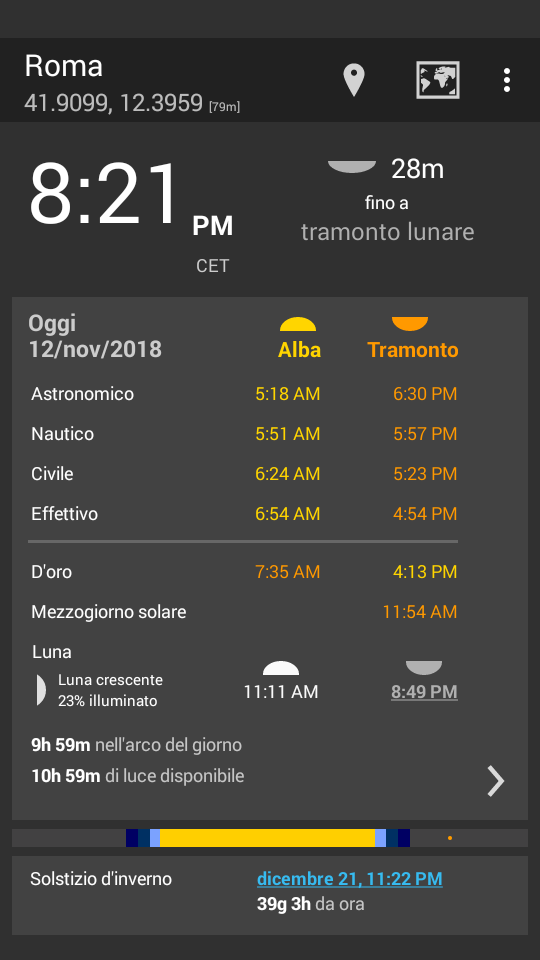 Roma
41.9099, 12.3959 [79m]
8:21 PM
CET
28m
fino a
tramonto lunare
Oggi
12/nov/2018
Alba Tramonto
Astronomico 5:18 AM 6:30 PM
Nautico 5:51 AM 5:57 PM
Civile 6:24 AM 5:23 PM
Effettivo 6:54 AM 4:54 PM
D'oro 7:35 AM 4:13 PM
Mezzogiorno solare 11:54 AM
Luna
Luna crescente
23% illuminato
11:11 AM 8:49 PM
9h 59m nell'arco del giorno
10h 59m di luce disponibile
Solstizio d'inverno dicembre 21, 11:22 PM
39g 3h da ora